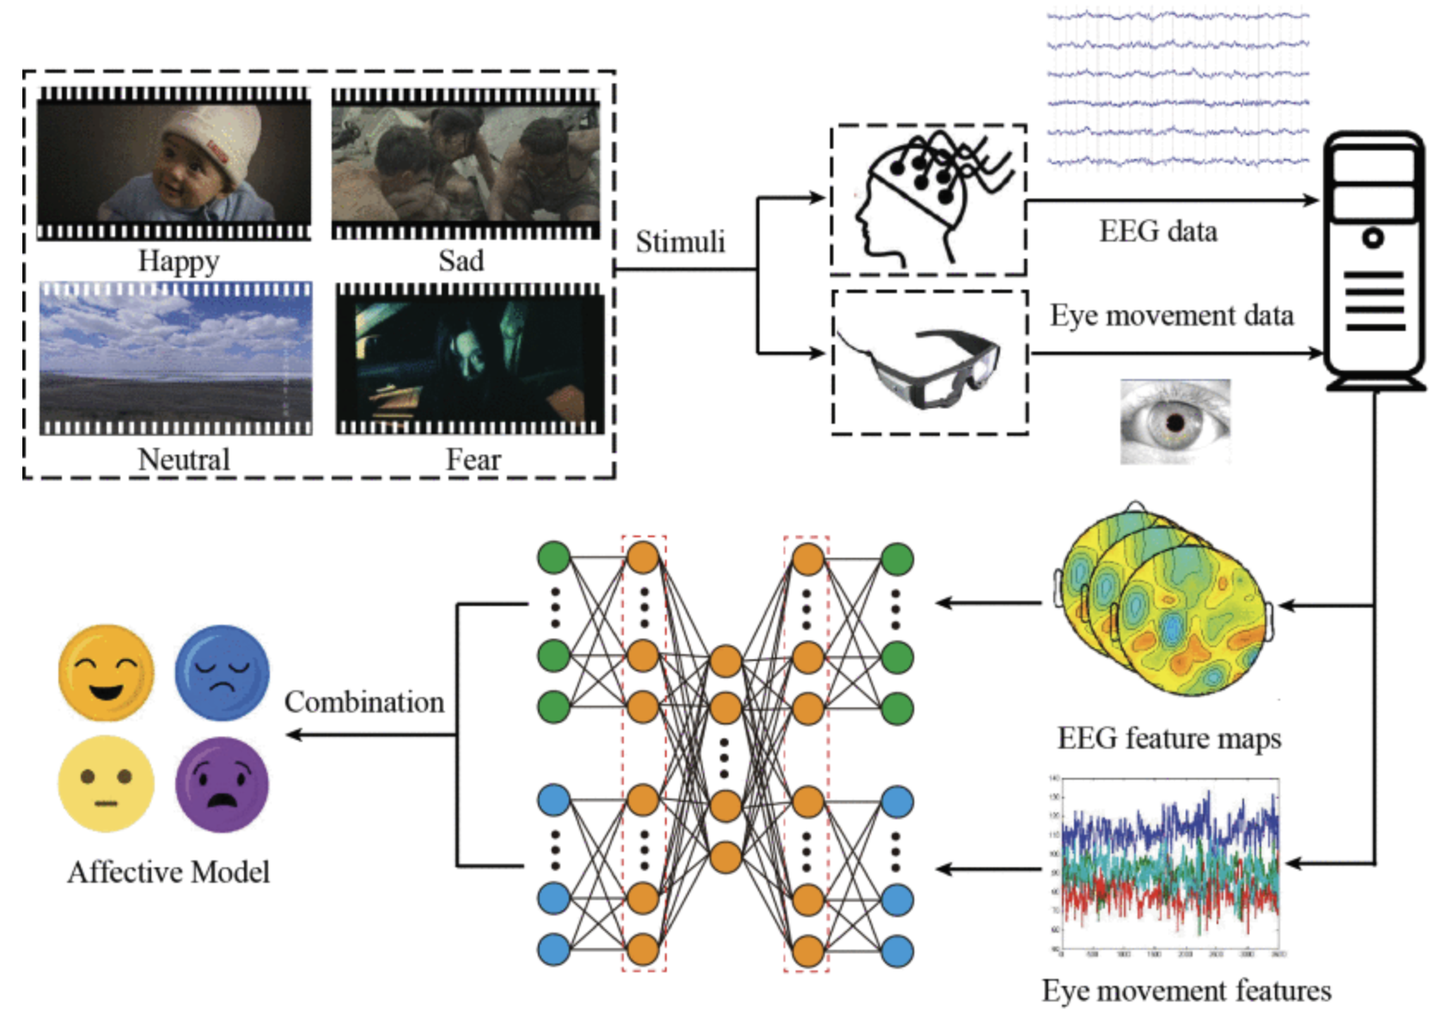 Happy
Sad
Neutral
Fear
Stimuli
EEG data
Eye movement data
EEG feature maps
Eye movement features
Combination
Affective Model